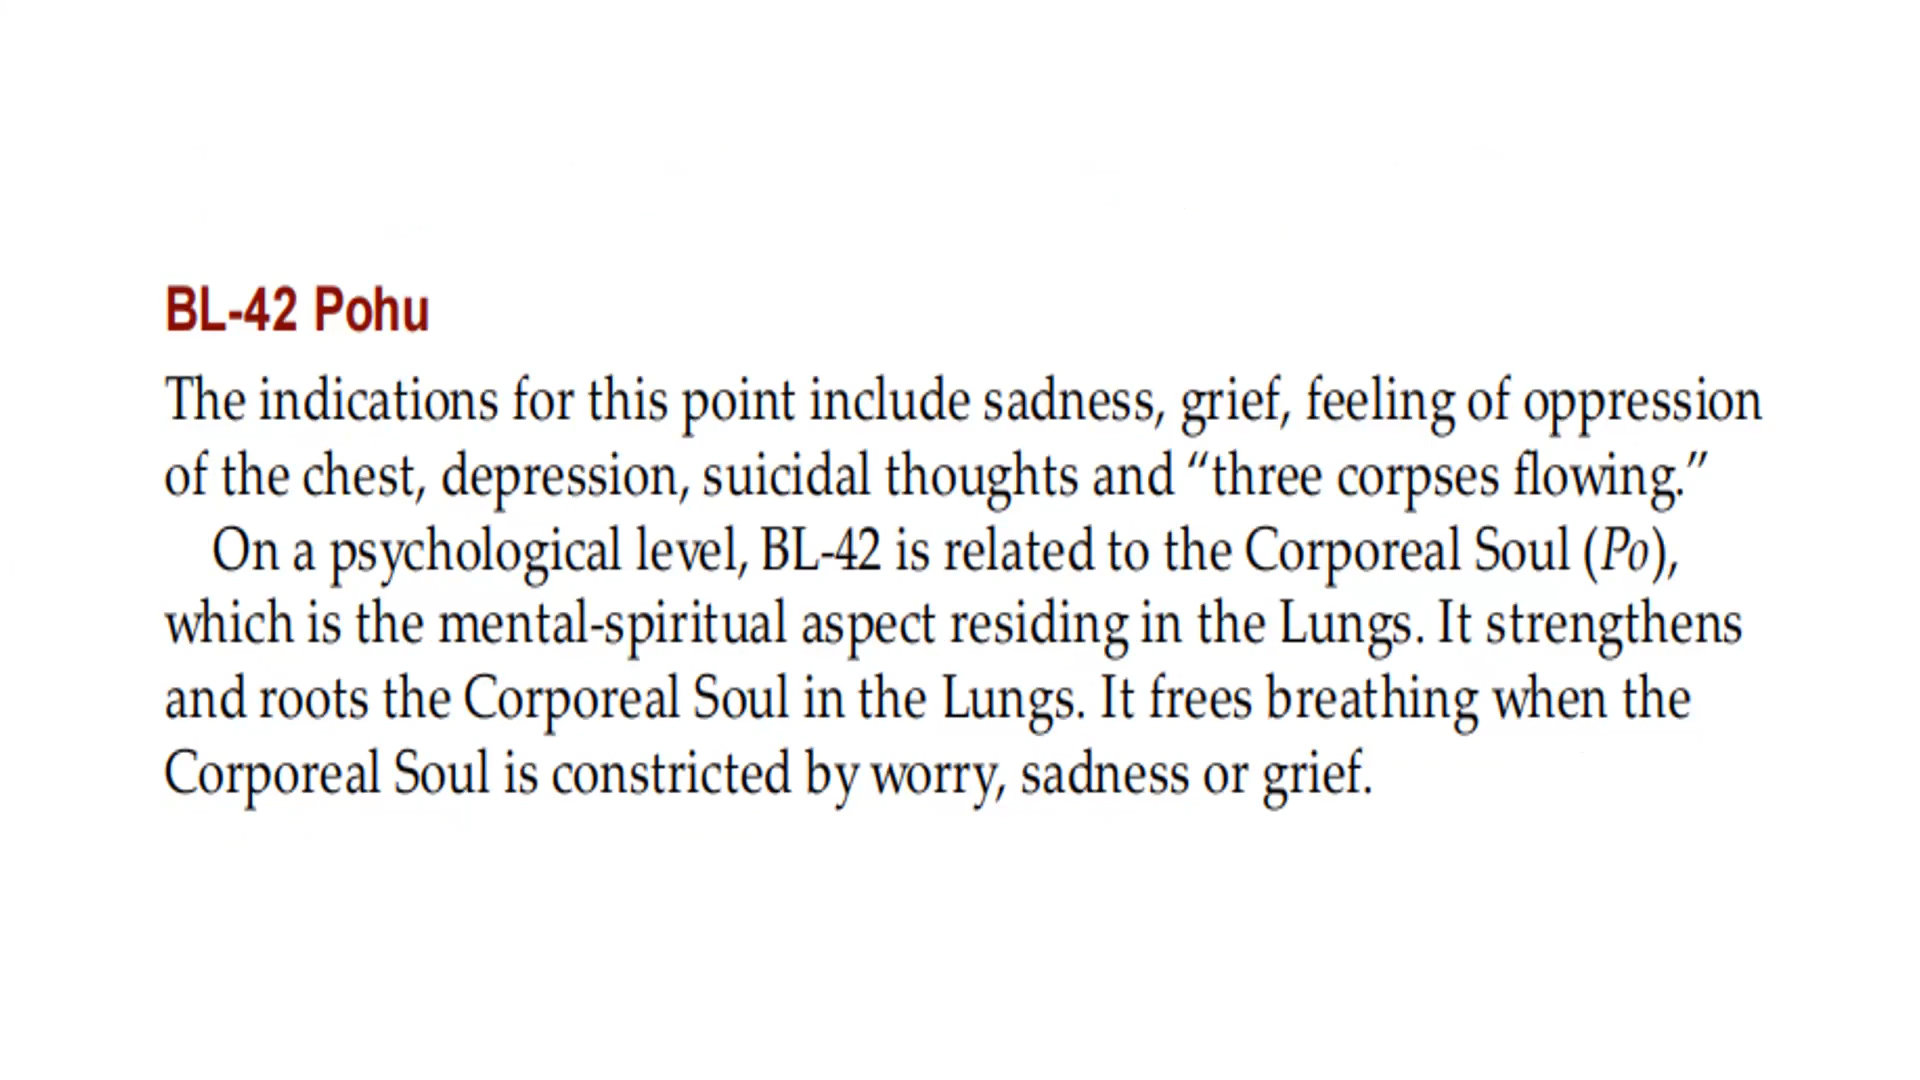 BL-42 Pohu
The indications for this point include sadness, grief, feeling of oppression
of the chest, depression, suicidal thoughts and “three corpses flowing.”
On a psychological level, BL-42 is related to the Corporeal Soul (Po),
which is the mental-spiritual aspect residing in the Lungs. It strengthens
and roots the Corporeal Soul in the Lungs. It frees breathing when the
Corporeal Soul is constricted by worry, sadness or grief.